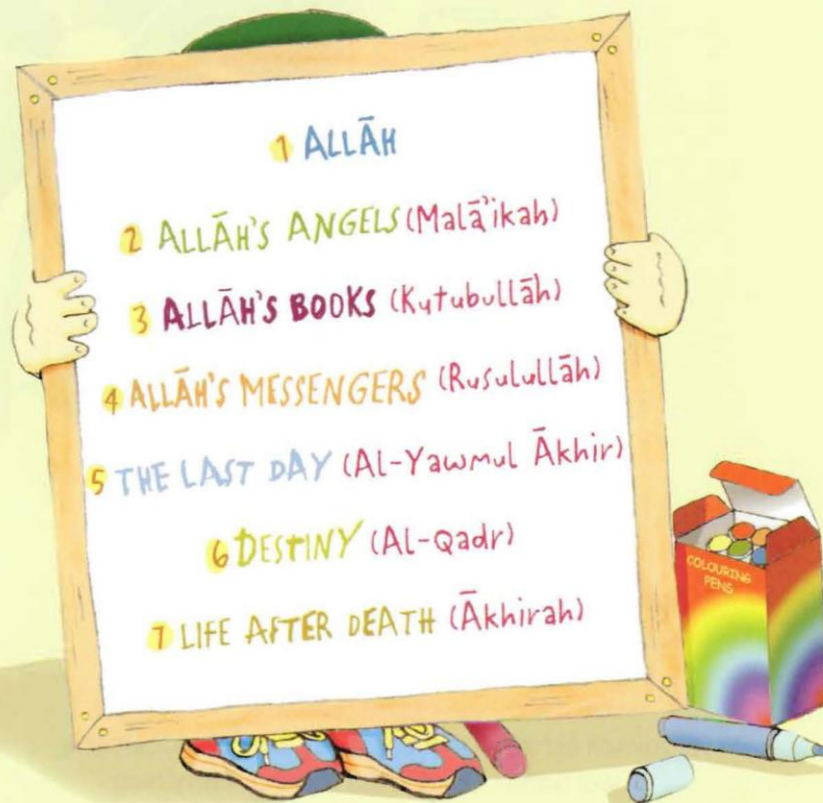 1 ALLĀH
2 ALLĀH'S ANGELS (Malā'ikah)
3 ALLĀH'S BOOKS (Kutubullāh)
4 ALLĀH'S MESSENGERS (Rusulullāh)
5 THE LAST DAY (Al-Yawmul Ākhir)
6 DESTINY (Al-Qadr)
7 LIFE AFTER DEATH (Ākhirah)
COLOURING
PENS